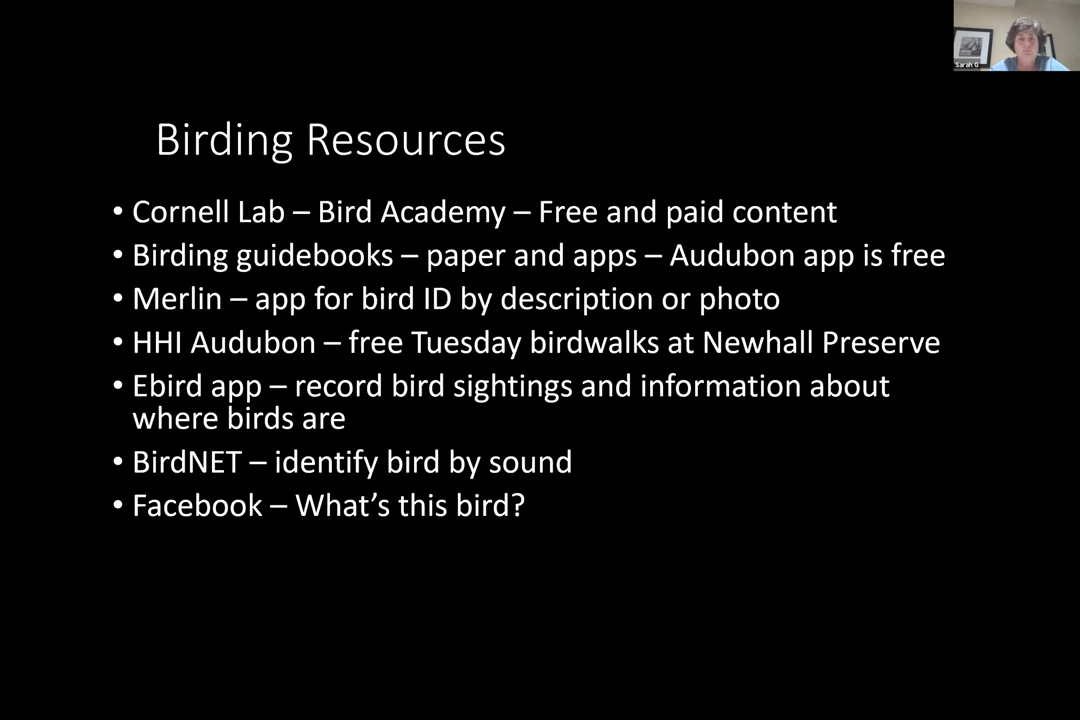 Sarah G
Birding Resources
• Cornell Lab – Bird Academy – Free and paid content
• Birding guidebooks – paper and apps – Audubon app is free
• Merlin – app for bird ID by description or photo
• HHI Audubon – free Tuesday birdwalks at Newhall Preserve
• Ebird app – record bird sightings and information about
where birds are
• BirdNET – identify bird by sound
• Facebook – What’s this bird?